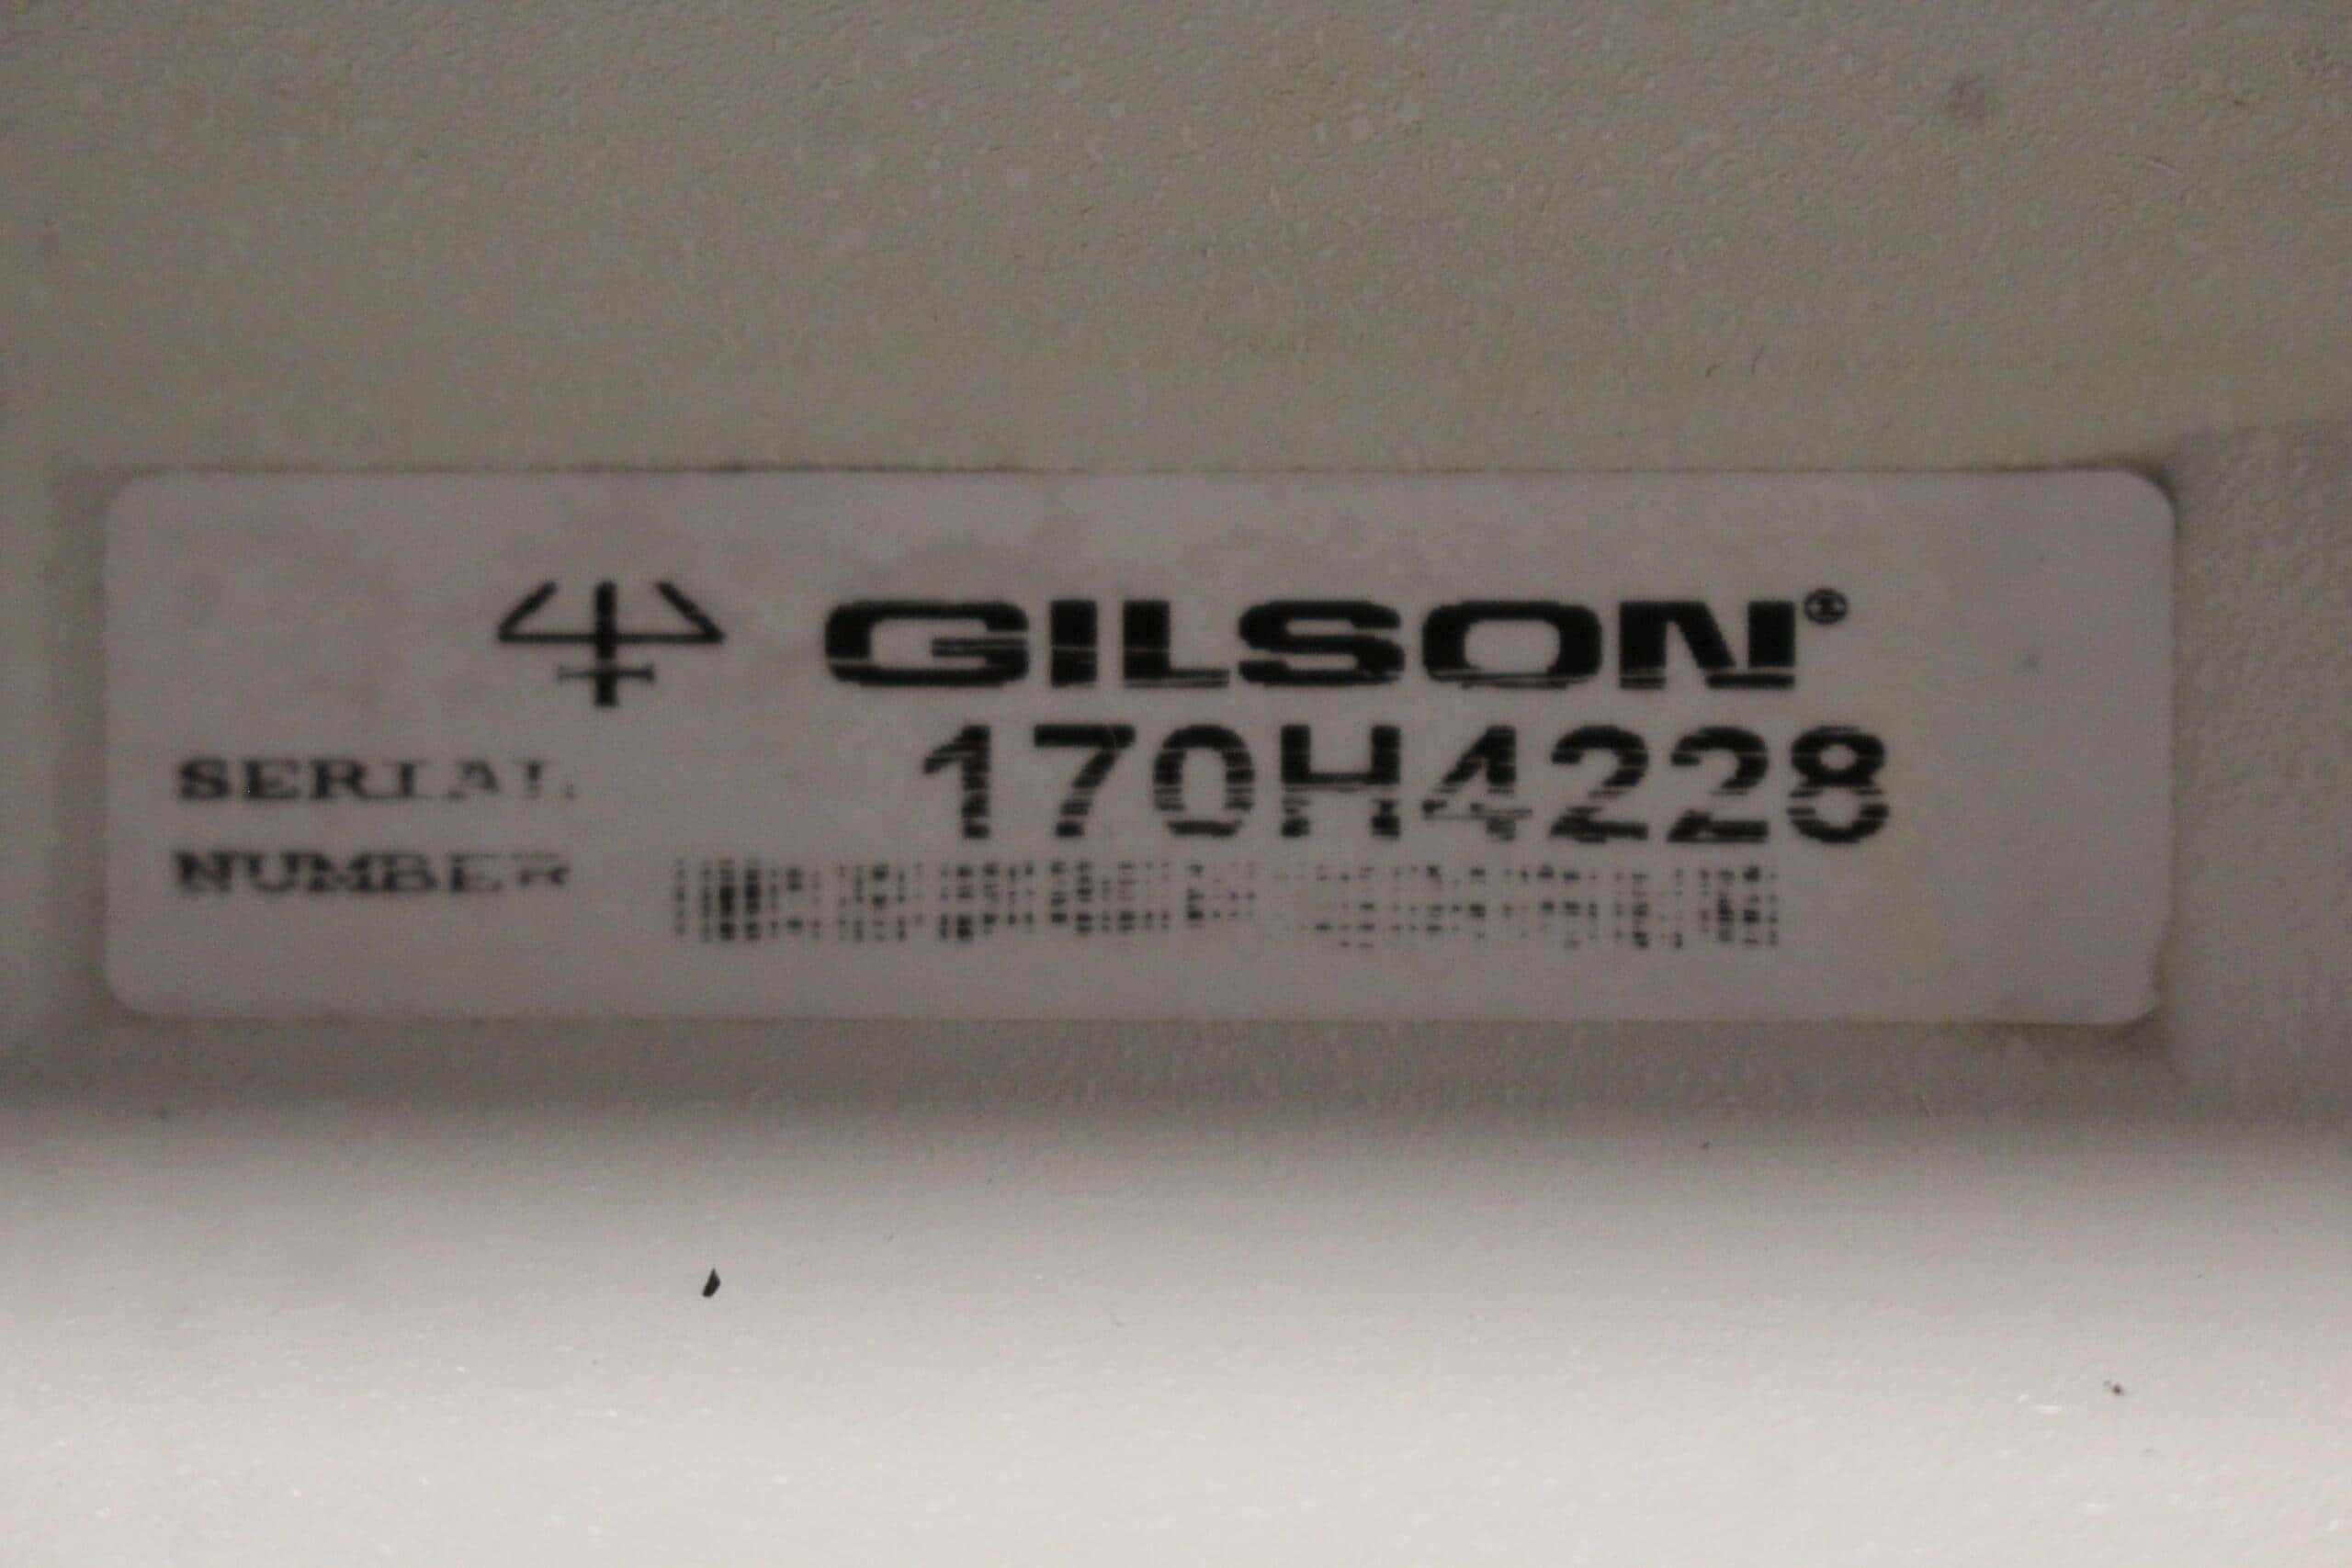 GILSON®
170H4228
SERIAL
NUMBER